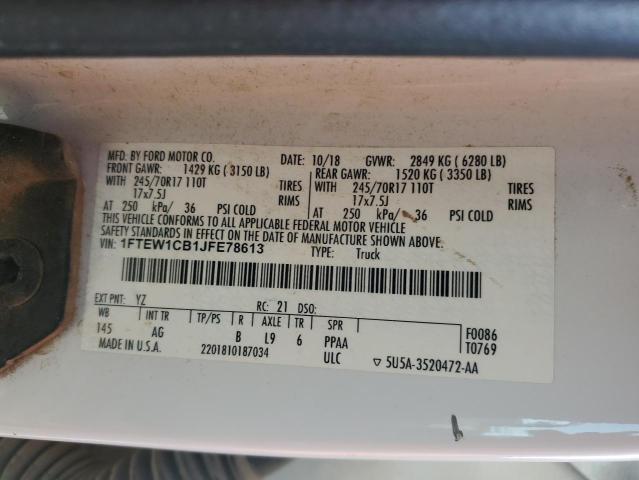 MFD. BY FORD MOTOR CO. DATE: 10/18 GVWR: 2849 KG ( 6280 LB)
FRONT GAWR: 1429 KG ( 3150 LB) REAR GAWR: 1520 KG ( 3350 LB)
WITH 245/70R17 110T TIRES WITH 245/70R17 110T TIRES
17x7.5J RIMS 17x7.5J RIMS
AT 250 kPa/ 36 PSI COLD AT 250 kPa/ 36 PSI COLD
THIS VEHICLE CONFORMS TO ALL APPLICABLE FEDERAL MOTOR VEHICLE
SAFETY STANDARDS IN EFFECT ON THE DATE OF MANUFACTURE SHOWN ABOVE.
VIN: 1FTEW1CB1JFE78613 TYPE: Truck
EXT PNT: YZ RC: 21 DSO:
WB INT TR TP/PS R AXLE TR SPR F0086
145 AG B L9 6 PPAA T0769
MADE IN U.S.A. 2201810187034 ULC ▽ 5U5A-3520472-AA